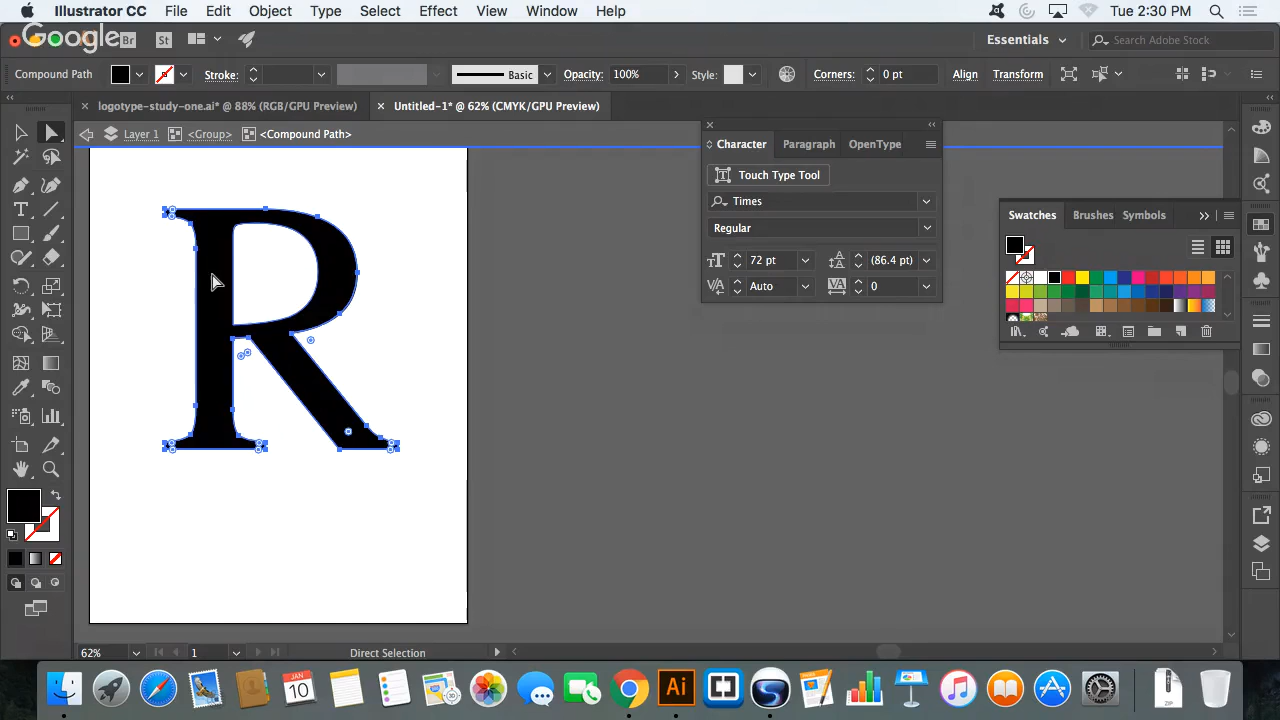 Illustrator CC File Edit Object Type Select Effect View Window Help Tue 2:30 PM
Google
Br St Essentials Search Adobe Stock
Compound Path Stroke: Basic Opacity: 100% Style: Corners: 0 pt Align Transform
logotype-study-one.ai* @ 88% (RGB/GPU Preview) Untitled-1* @ 62% (CMYK/GPU Preview)
Layer 1 <Group> <Compound Path>
Character Paragraph OpenType
Touch Type Tool
Times
Regular
72 pt (86.4 pt)
Auto 0
Swatches Brushes Symbols
R
62% 1 Direct Selection
JAN
10
Ai
ZIP